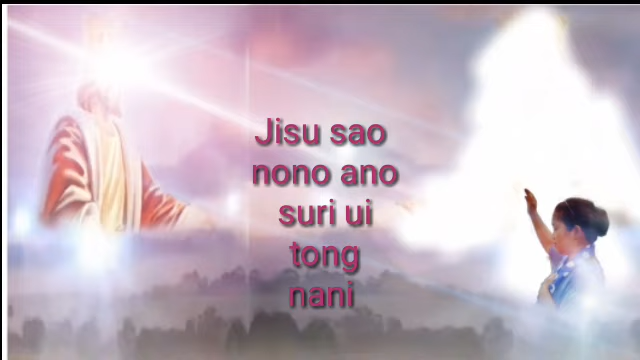 Jisu sao
nono ano
suri ui
tong
nani